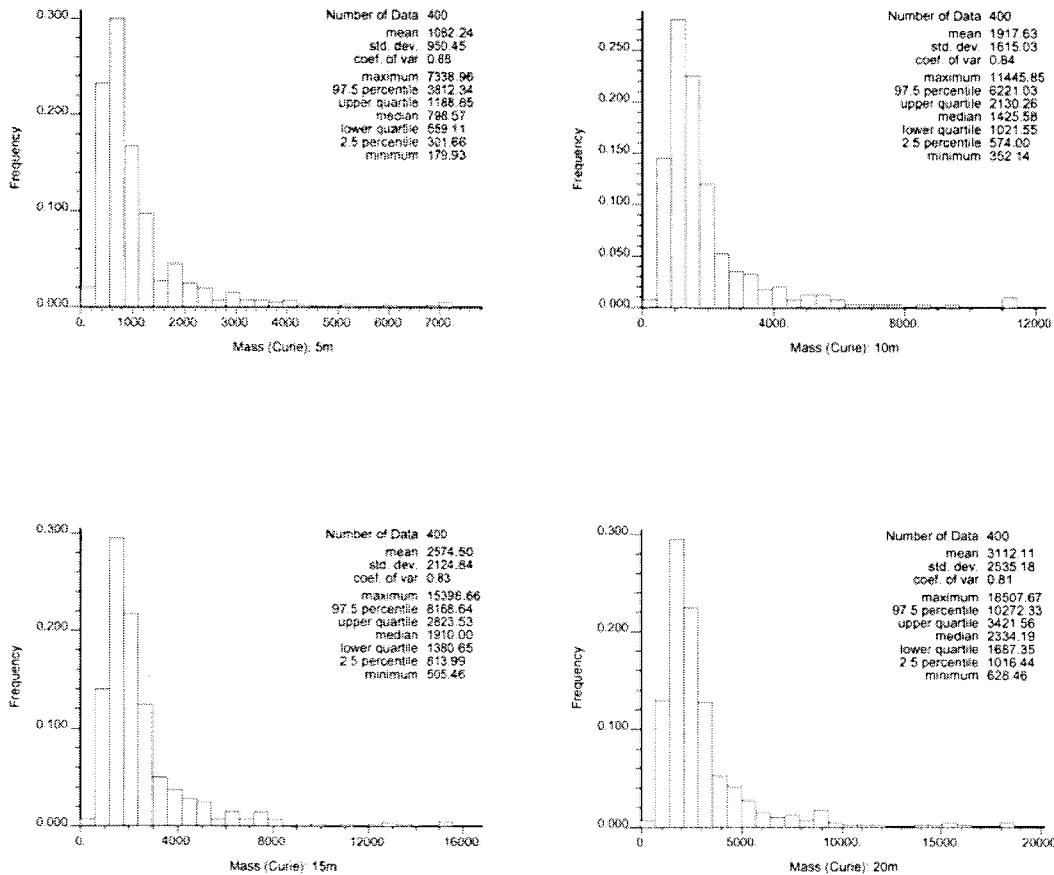 Number of Data 400
mean 1082.24
std. dev. 950.45
coef. of var 0.88
maximum 7338.96
97.5 percentile 3812.34
upper quartile 1188.65
median 798.57
lower quartile 559.11
2.5 percentile 301.66
minimum 179.93
Frequency
0.300
0.200
0.100
0.000
0. 1000. 2000. 3000. 4000. 5000. 6000. 7000.
Mass (Curie): 5m
Number of Data 400
mean 1917.63
std. dev. 1615.03
coef. of var 0.84
maximum 11445.85
97.5 percentile 6221.03
upper quartile 2130.26
median 1425.58
lower quartile 1021.55
2.5 percentile 574.00
minimum 352.14
Frequency
0.250
0.200
0.150
0.100
0.050
0.000
0. 4000. 8000. 12000.
Mass (Curie): 10m
Number of Data 400
mean 2574.50
std. dev. 2124.84
coef. of var 0.83
maximum 15398.66
97.5 percentile 8168.64
upper quartile 2823.53
median 1910.00
lower quartile 1380.65
2.5 percentile 813.99
minimum 505.46
Frequency
0.300
0.200
0.100
0.000
0. 4000. 8000. 12000. 16000.
Mass (Curie): 15m
Number of Data 400
mean 3112.11
std. dev. 2535.18
coef. of var 0.81
maximum 18507.67
97.5 percentile 10272.33
upper quartile 3421.56
median 2334.19
lower quartile 1687.35
2.5 percentile 1016.44
minimum 628.46
Frequency
0.300
0.200
0.100
0.000
0. 5000. 10000. 15000. 20000.
Mass (Curie): 20m